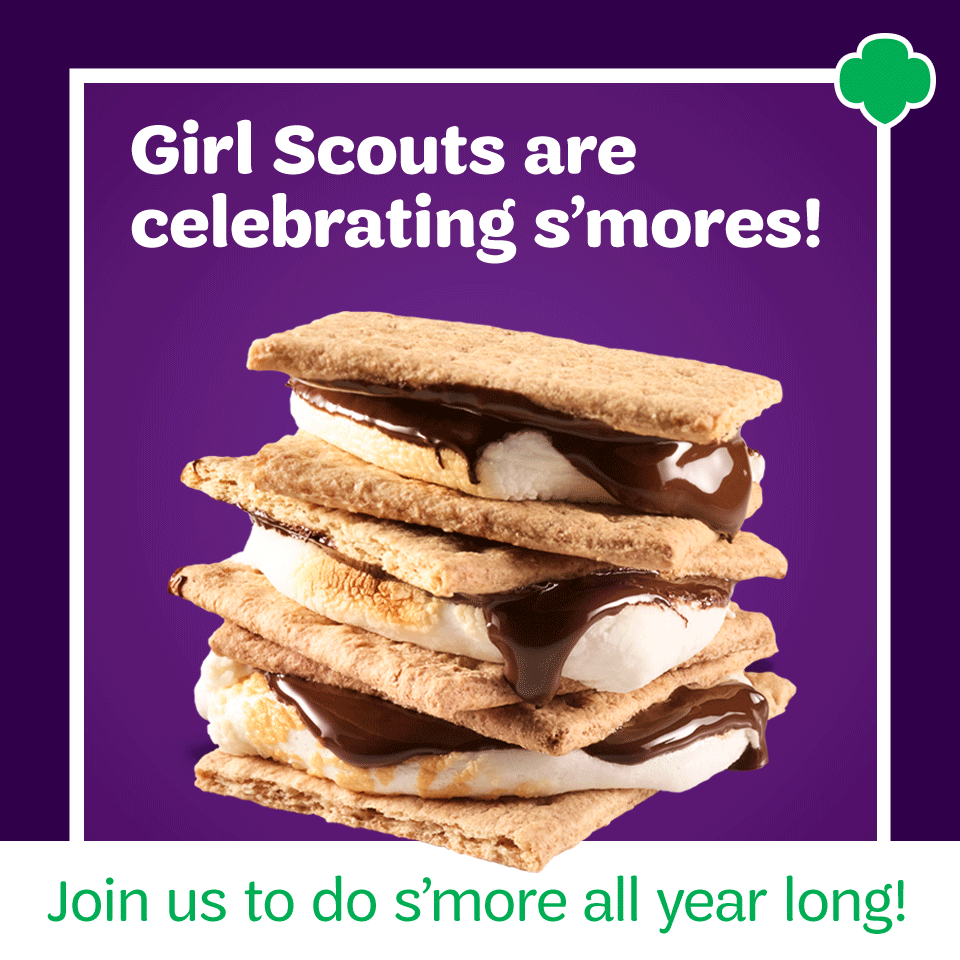 Girl Scouts are
celebrating s’mores!
Join us to do s’more all year long!